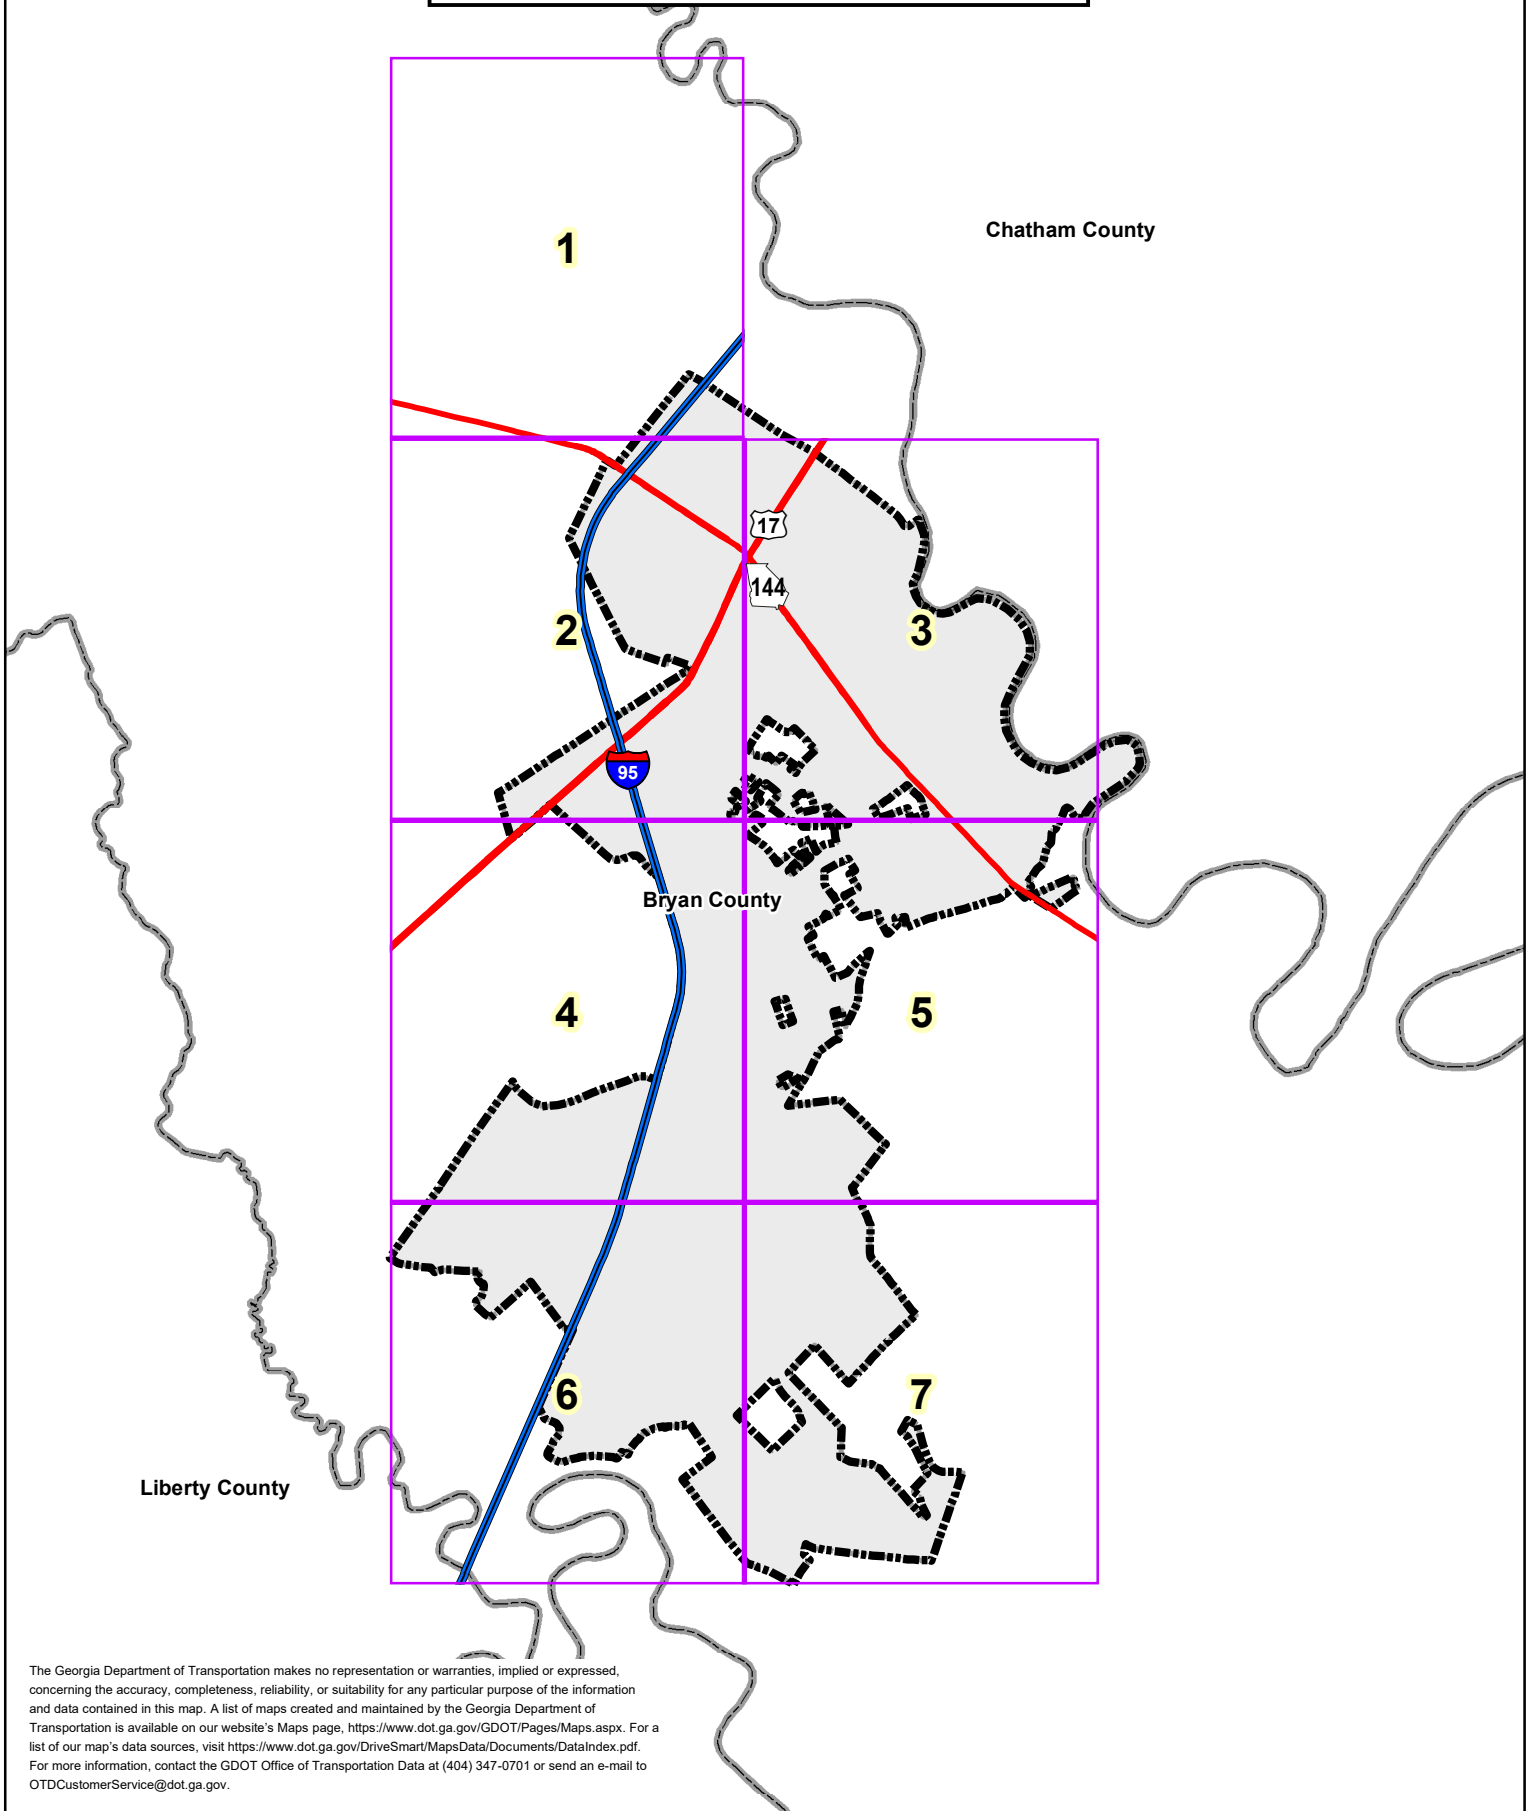 1
Chatham County
17
144
2
3
95
Bryan County
4
5
6
7
Liberty County
The Georgia Department of Transportation makes no representation or warranties, implied or expressed,
concerning the accuracy, completeness, reliability, or suitability for any particular purpose of the information
and data contained in this map. A list of maps created and maintained by the Georgia Department of
Transportation is available on our website's Maps page, https://www.dot.ga.gov/GDOT/Pages/Maps.aspx. For a
list of our map's data sources, visit https://www.dot.ga.gov/DriveSmart/MapsData/Documents/DataIndex.pdf.
For more information, contact the GDOT Office of Transportation Data at (404) 347-0701 or send an e-mail to
OTDCustomerService@dot.ga.gov.